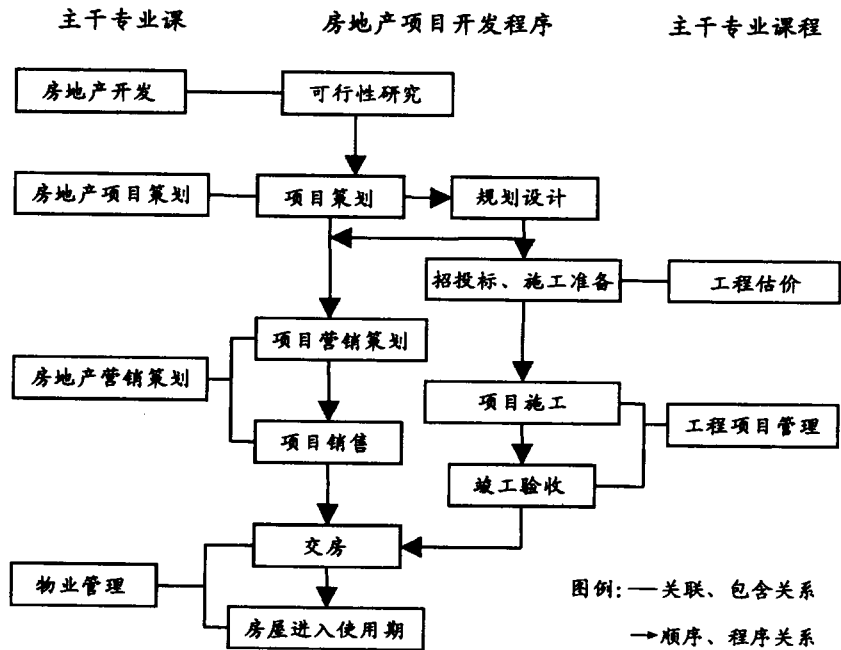 主干专业课
房地产项目开发程序
主干专业课程
房地产开发
可行性研究
房地产项目策划
项目策划
规划设计
招投标、施工准备
工程估价
项目营销策划
房地产营销策划
项目施工
项目销售
工程项目管理
竣工验收
交房
物业管理
图例:—关联、包含关系
房屋进入使用期
→顺序、程序关系